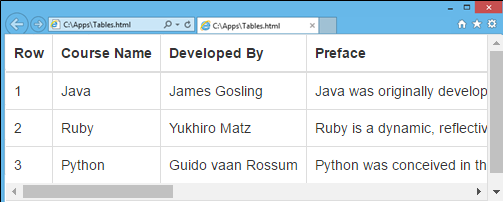 C:\Apps\Tables.html
C:\Apps\Tables.html
Row Course Name Developed By Preface
1 Java James Gosling Java was originally develop
2 Ruby Yukhiro Matz Ruby is a dynamic, reflectiv
3 Python Guido vaan Rossum Python was conceived in th